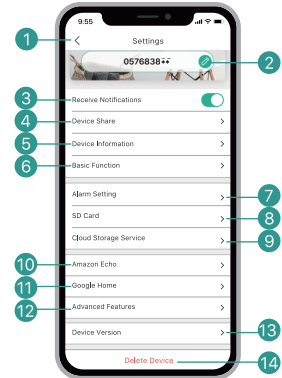 9:55
1
Settings
0576838**
2
3 Receive Notifications
4 Device Share
5 Device Information
6 Basic Function
Alarm Setting 7
SD Card 8
Cloud Storage Service 9
10 Amazon Echo
11 Google Home
12 Advanced Features
Device Version 13
Delete Device 14